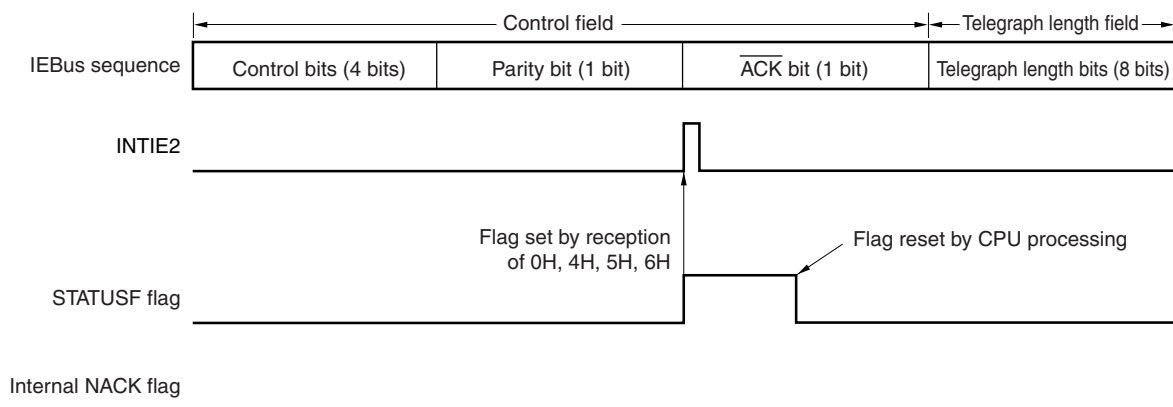 Control field
Telegraph length field
IEBus sequence
Control bits (4 bits)
Parity bit (1 bit)
ACK bit (1 bit)
Telegraph length bits (8 bits)
INTIE2
Flag set by reception
of 0H, 4H, 5H, 6H
Flag reset by CPU processing
STATUSF flag
Internal NACK flag